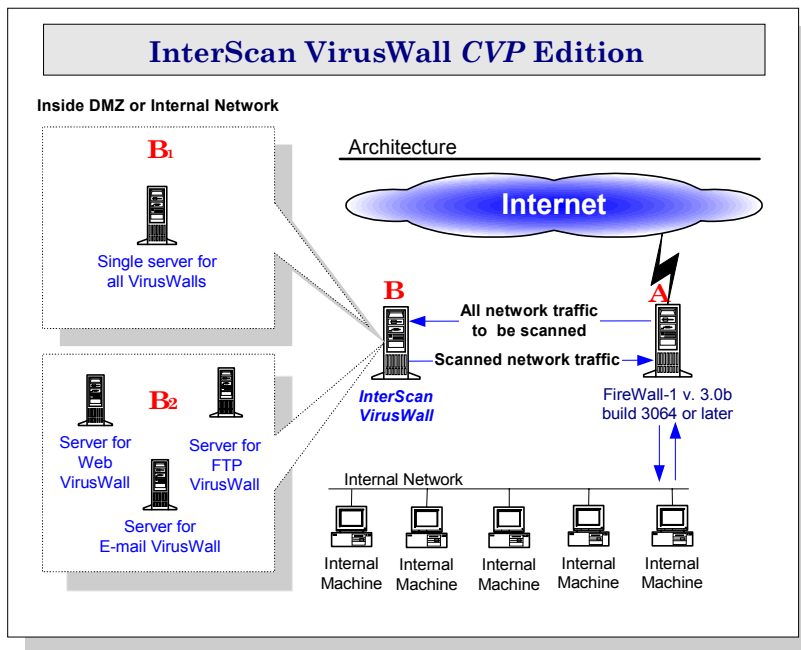 InterScan VirusWall CVP Edition
Inside DMZ or Internal Network
B1
Single server for
all VirusWalls
Architecture
Internet
B
A
All network traffic
to be scanned
Scanned network traffic
InterScan
VirusWall
FireWall-1 v. 3.0b
build 3064 or later
B2
Server for
Web
VirusWall
Server for
FTP
VirusWall
Server for
E-mail VirusWall
Internal Network
Internal
Machine
Internal
Machine
Internal
Machine
Internal
Machine
Internal
Machine